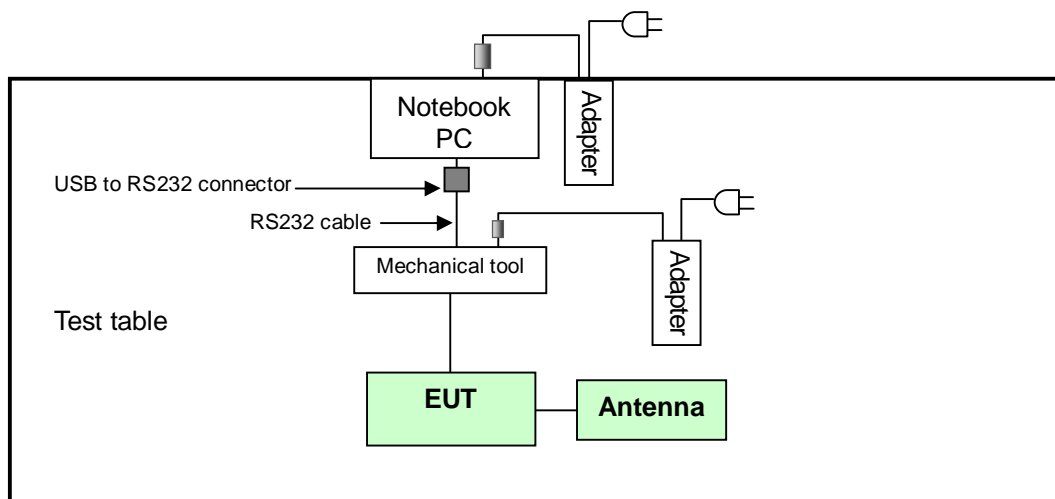 Notebook
PC
Adapter
USB to RS232 connector
RS232 cable
Mechanical tool
Adapter
Test table
EUT
Antenna